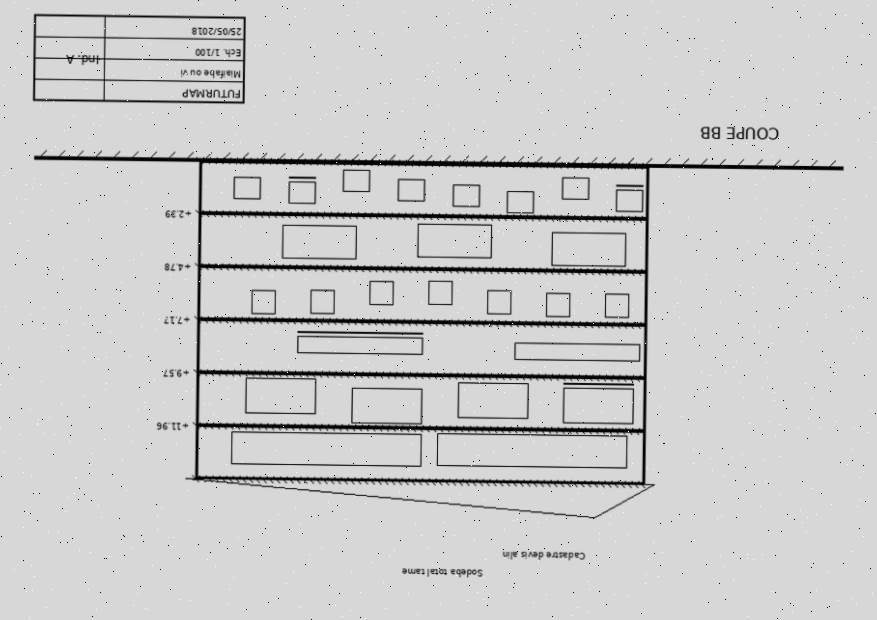 Sodeba total tame
Cadastre devis alin
+11.96
+9.57
+7.17
+4.78
+2.39
COUPE BB
FUTURMAP
Mialfabe ou vi
Ech. 1/100
Ind. A
25/05/2018